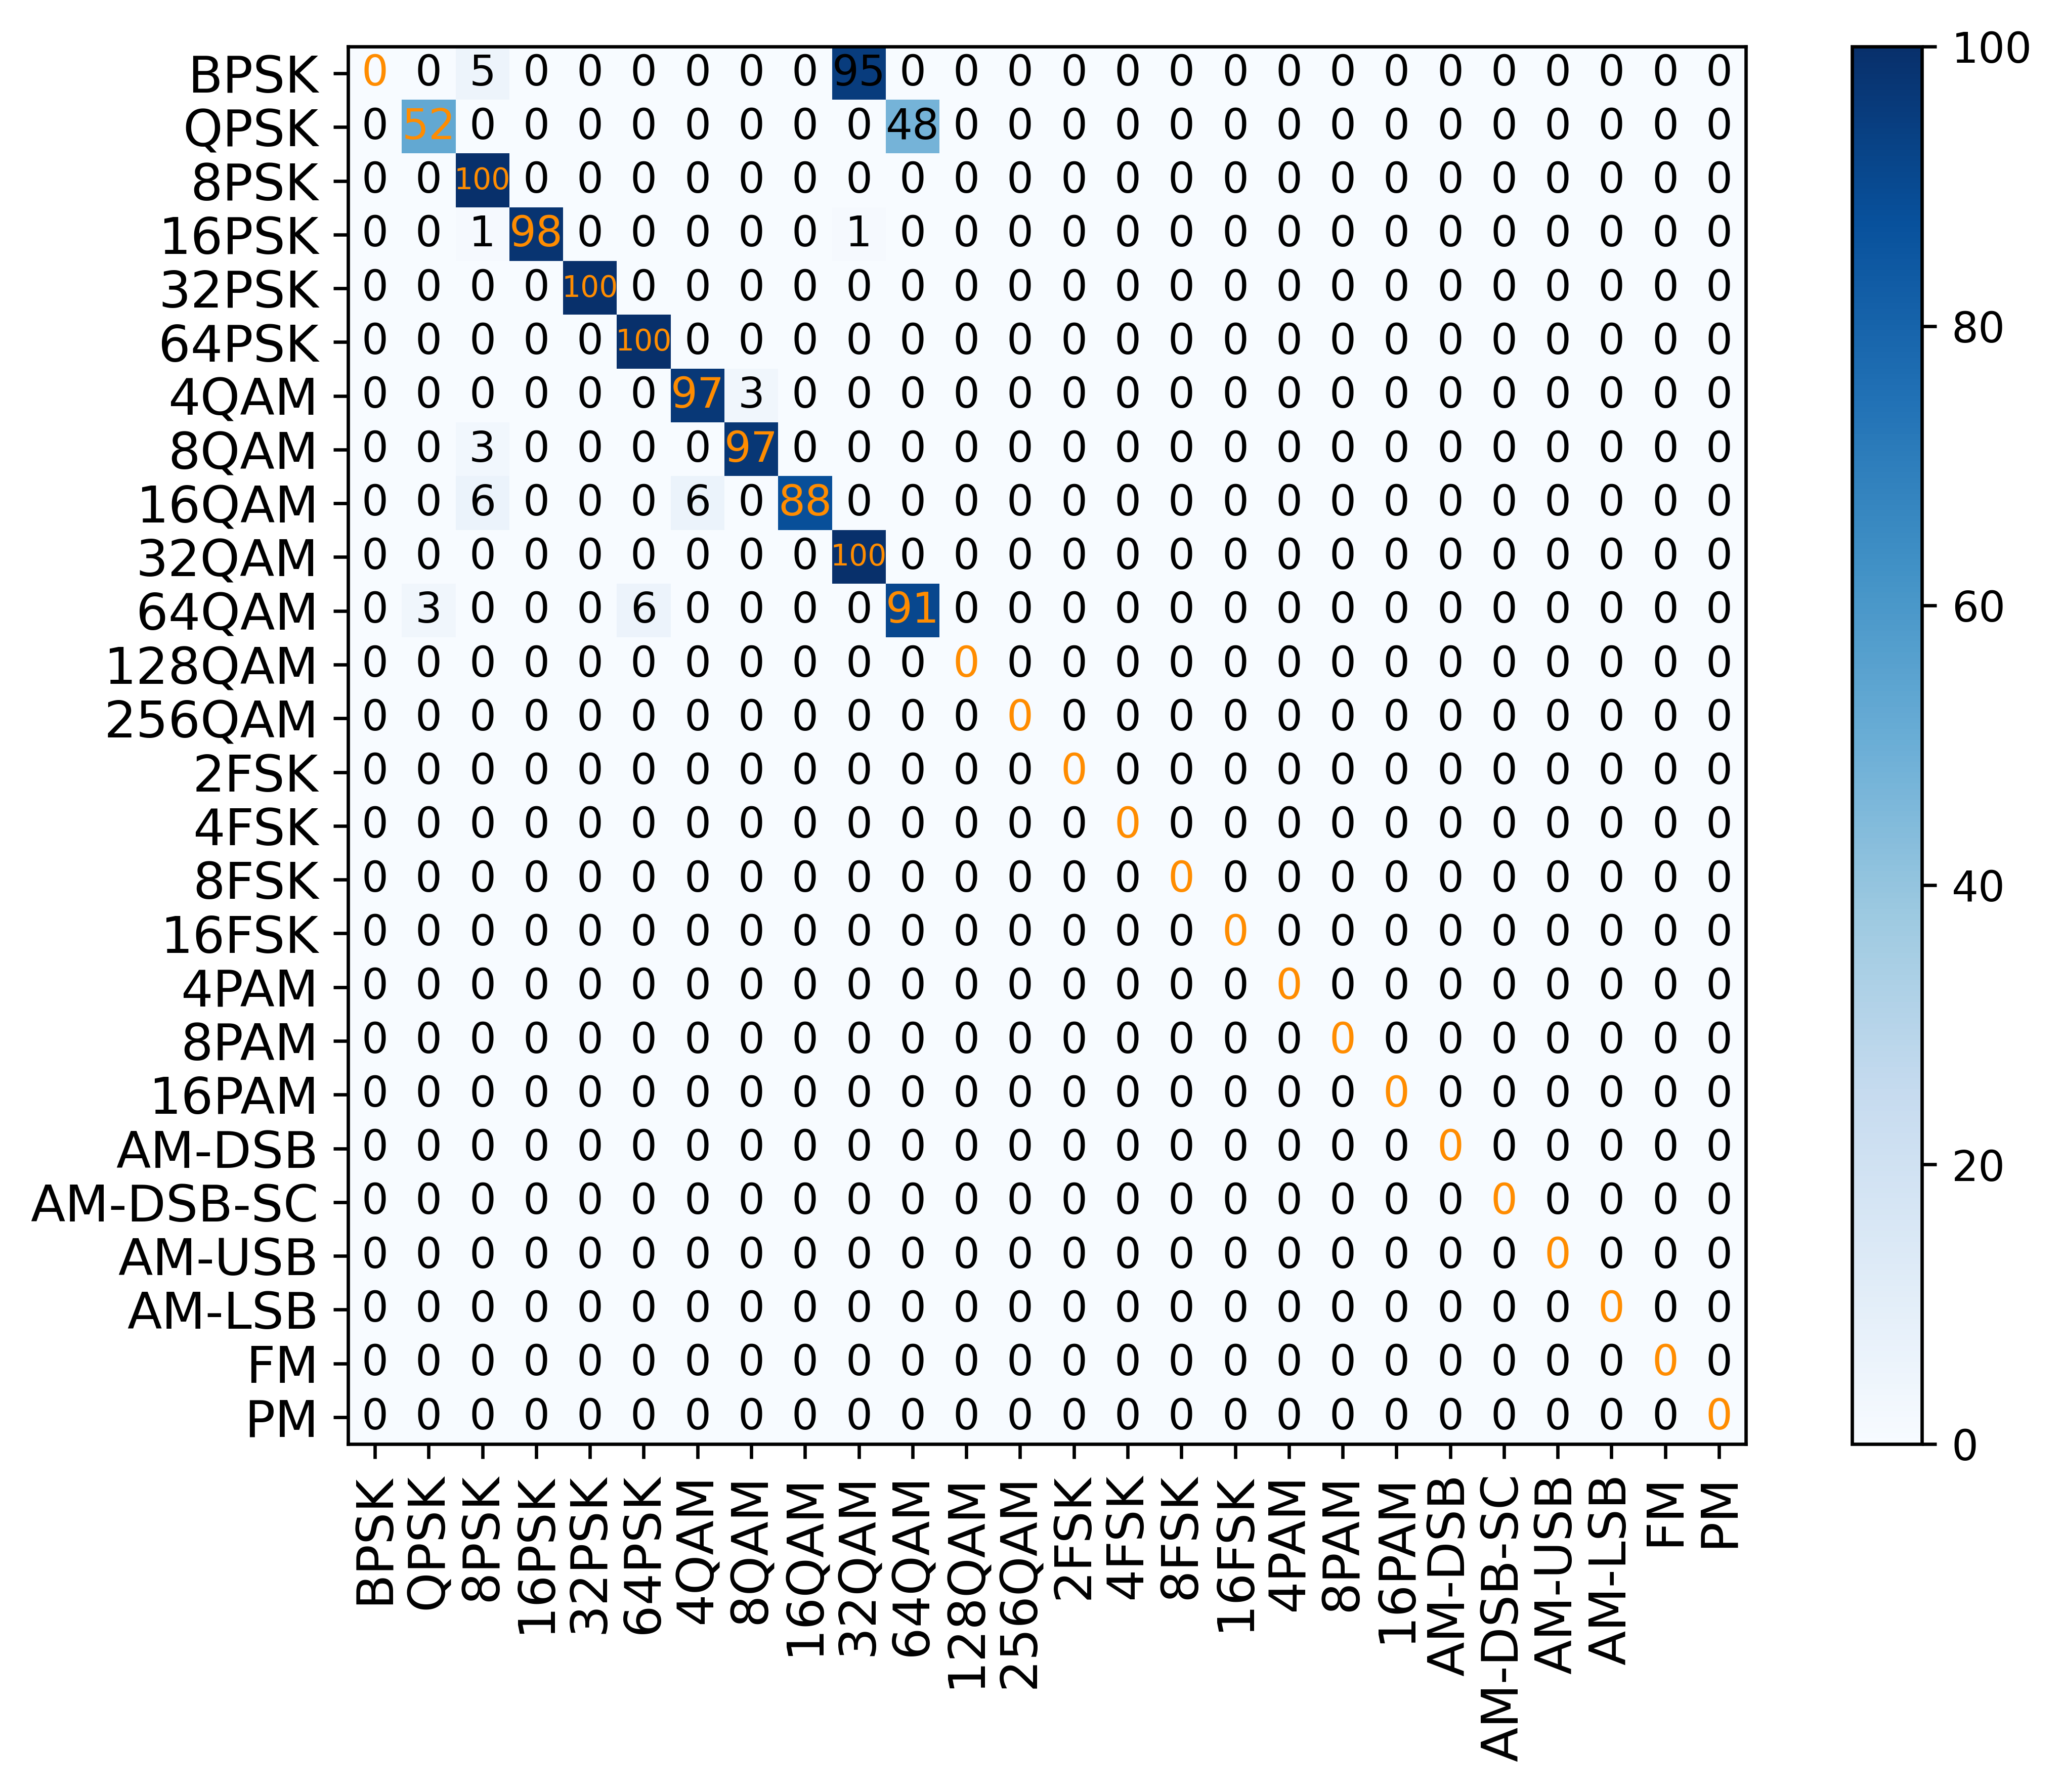 BPSK 0 0 5 0 0 0 0 0 0 95 0 0 0 0 0 0 0 0 0 0 0 0 0 0 0 0
QPSK 0 52 0 0 0 0 0 0 0 0 48 0 0 0 0 0 0 0 0 0 0 0 0 0 0 0
8PSK 0 0 100 0 0 0 0 0 0 0 0 0 0 0 0 0 0 0 0 0 0 0 0 0 0 0
16PSK 0 0 1 98 0 0 0 0 0 1 0 0 0 0 0 0 0 0 0 0 0 0 0 0 0 0
32PSK 0 0 0 0 100 0 0 0 0 0 0 0 0 0 0 0 0 0 0 0 0 0 0 0 0 0
64PSK 0 0 0 0 0 100 0 0 0 0 0 0 0 0 0 0 0 0 0 0 0 0 0 0 0 0
4QAM 0 0 0 0 0 0 97 3 0 0 0 0 0 0 0 0 0 0 0 0 0 0 0 0 0 0
8QAM 0 0 3 0 0 0 0 97 0 0 0 0 0 0 0 0 0 0 0 0 0 0 0 0 0 0
16QAM 0 0 6 0 0 0 6 0 88 0 0 0 0 0 0 0 0 0 0 0 0 0 0 0 0 0
32QAM 0 0 0 0 0 0 0 0 0 100 0 0 0 0 0 0 0 0 0 0 0 0 0 0 0 0
64QAM 0 3 0 0 0 6 0 0 0 0 91 0 0 0 0 0 0 0 0 0 0 0 0 0 0 0
128QAM 0 0 0 0 0 0 0 0 0 0 0 0 0 0 0 0 0 0 0 0 0 0 0 0 0 0
256QAM 0 0 0 0 0 0 0 0 0 0 0 0 0 0 0 0 0 0 0 0 0 0 0 0 0 0
2FSK 0 0 0 0 0 0 0 0 0 0 0 0 0 0 0 0 0 0 0 0 0 0 0 0 0 0
4FSK 0 0 0 0 0 0 0 0 0 0 0 0 0 0 0 0 0 0 0 0 0 0 0 0 0 0
8FSK 0 0 0 0 0 0 0 0 0 0 0 0 0 0 0 0 0 0 0 0 0 0 0 0 0 0
16FSK 0 0 0 0 0 0 0 0 0 0 0 0 0 0 0 0 0 0 0 0 0 0 0 0 0 0
4PAM 0 0 0 0 0 0 0 0 0 0 0 0 0 0 0 0 0 0 0 0 0 0 0 0 0 0
8PAM 0 0 0 0 0 0 0 0 0 0 0 0 0 0 0 0 0 0 0 0 0 0 0 0 0 0
16PAM 0 0 0 0 0 0 0 0 0 0 0 0 0 0 0 0 0 0 0 0 0 0 0 0 0 0
AM-DSB 0 0 0 0 0 0 0 0 0 0 0 0 0 0 0 0 0 0 0 0 0 0 0 0 0 0
AM-DSB-SC 0 0 0 0 0 0 0 0 0 0 0 0 0 0 0 0 0 0 0 0 0 0 0 0 0 0
AM-USB 0 0 0 0 0 0 0 0 0 0 0 0 0 0 0 0 0 0 0 0 0 0 0 0 0 0
AM-LSB 0 0 0 0 0 0 0 0 0 0 0 0 0 0 0 0 0 0 0 0 0 0 0 0 0 0
FM 0 0 0 0 0 0 0 0 0 0 0 0 0 0 0 0 0 0 0 0 0 0 0 0 0 0
PM 0 0 0 0 0 0 0 0 0 0 0 0 0 0 0 0 0 0 0 0 0 0 0 0 0 0
BPSK
QPSK
8PSK
16PSK
32PSK
64PSK
4QAM
8QAM
16QAM
32QAM
64QAM
128QAM
256QAM
2FSK
4FSK
8FSK
16FSK
4PAM
8PAM
16PAM
AM-DSB
AM-DSB-SC
AM-USB
AM-LSB
FM
PM
100
80
60
40
20
0